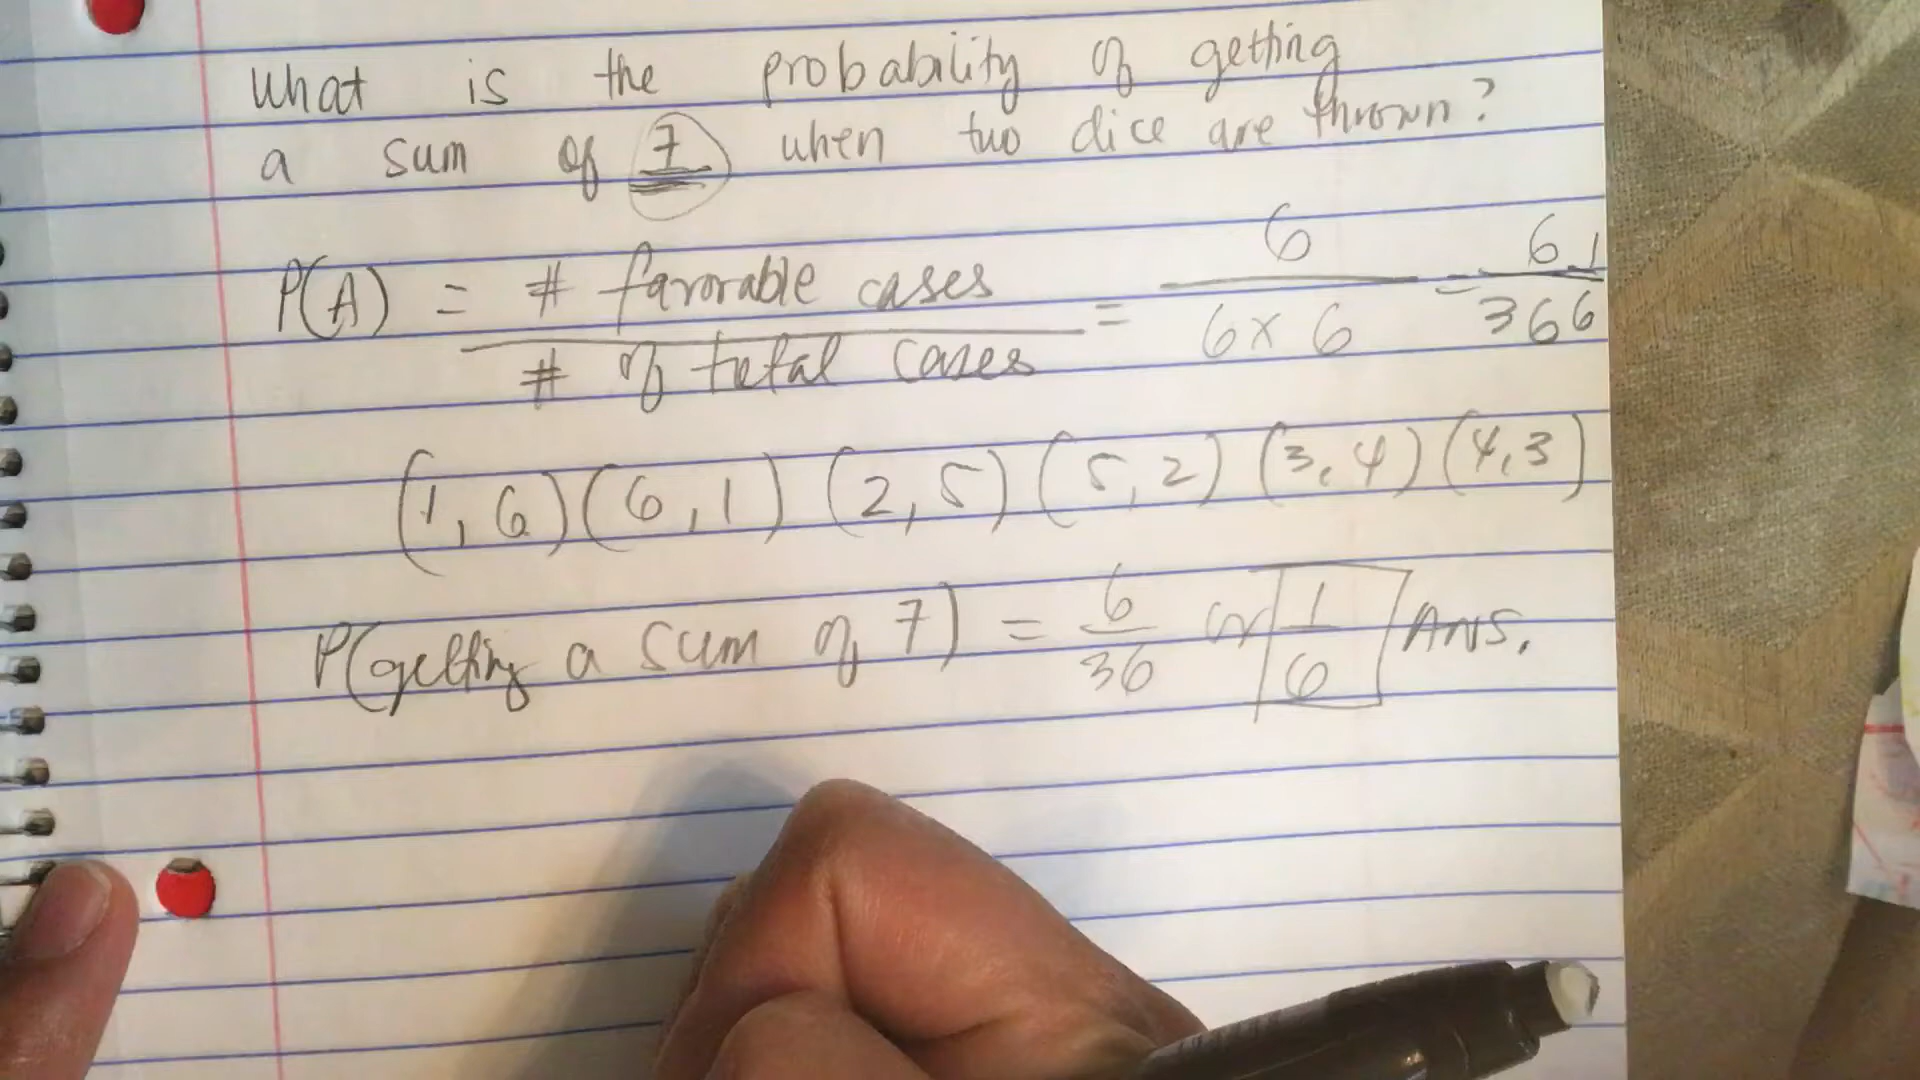 What is the probability of getting
a sum of 7 when two dice are thrown?
P(A) = # favorable cases / # of total cases = 6 / 6 x 6 = 6 / 36 1 / 6
(1, 6) (6, 1) (2, 5) (5, 2) (3, 4) (4, 3)
P(getting a sum of 7) = 6/36 or 1/6 Ans.